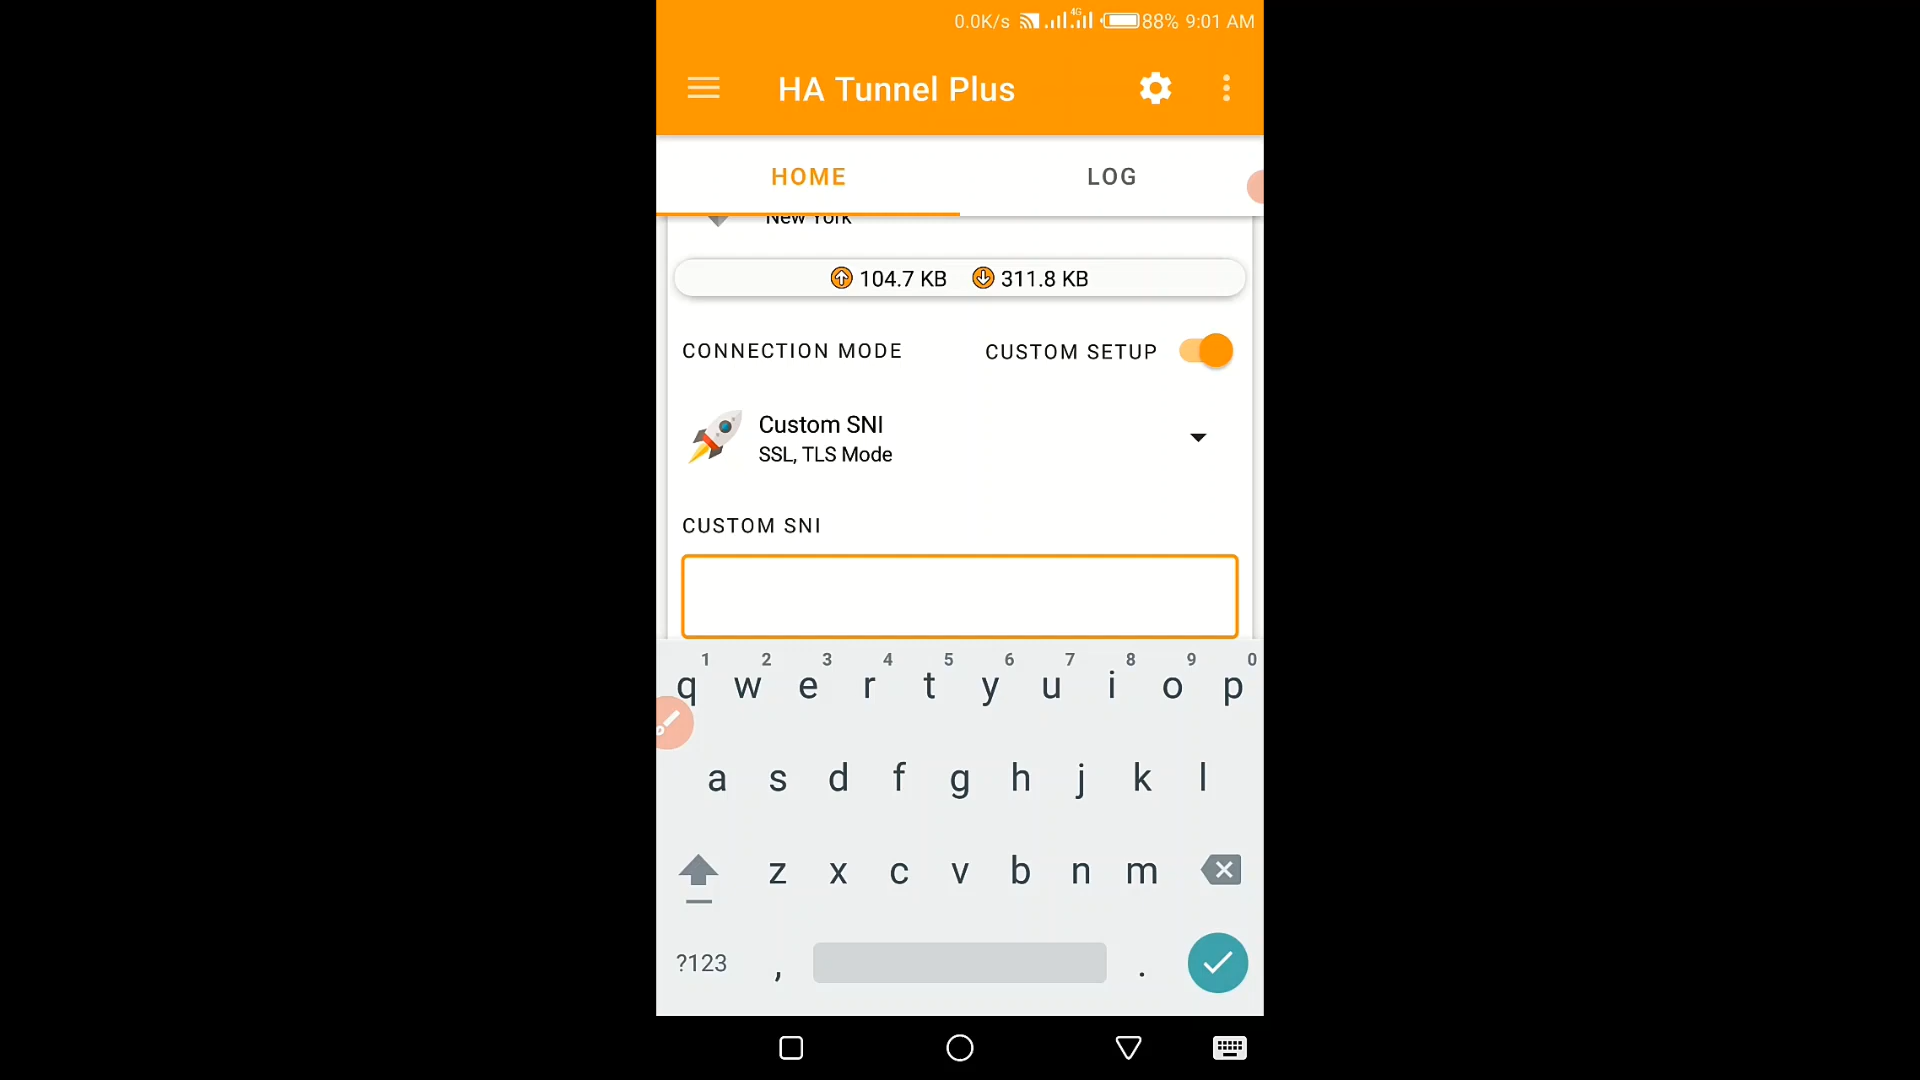 0.0K/s 4G 88% 9:01 AM
HA Tunnel Plus
HOME LOG
New York
104.7 KB 311.8 KB
CONNECTION MODE CUSTOM SETUP
Custom SNI
SSL, TLS Mode
CUSTOM SNI
1 2 3 4 5 6 7 8 9 0
q w e r t y u i o p
a s d f g h j k l
z x c v b n m
?123 , .